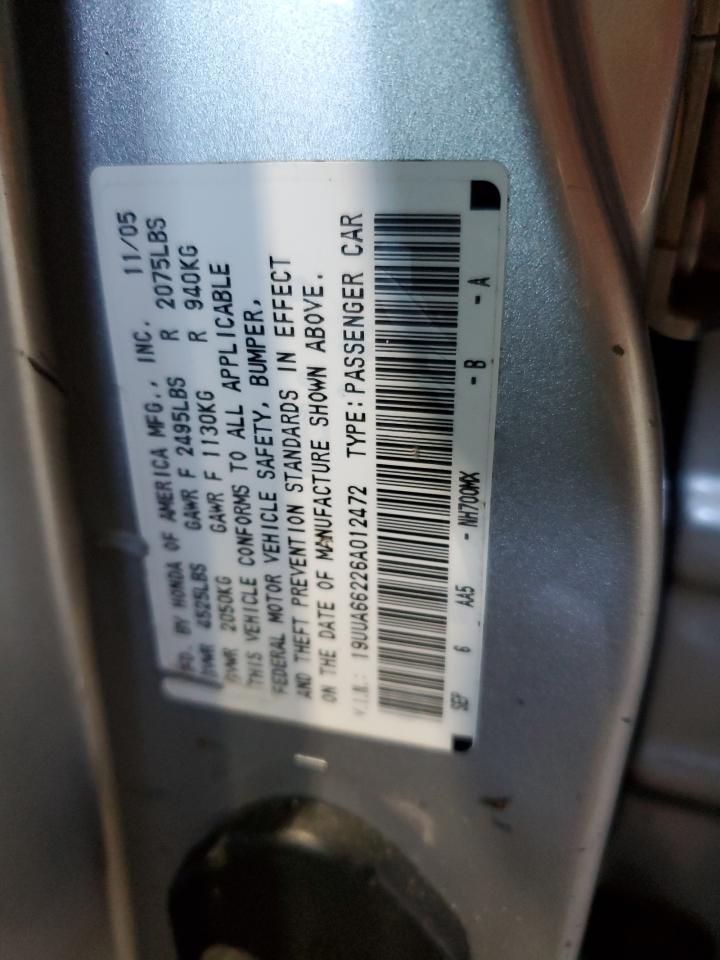 MFD. BY HONDA OF AMERICA MFG., INC. 11/05
GVWR 4525LBS GAWR F 2495LBS R 2075LBS
GVWR 2050KG GAWR F 1130KG R 940KG
THIS VEHICLE CONFORMS TO ALL APPLICABLE
FEDERAL MOTOR VEHICLE SAFETY, BUMPER,
AND THEFT PREVENTION STANDARDS IN EFFECT
ON THE DATE OF MANUFACTURE SHOWN ABOVE.
V.I.N.: 19UUA66226A012472 TYPE: PASSENGER CAR
SEP 6 AA5 - NH700MX - B - A